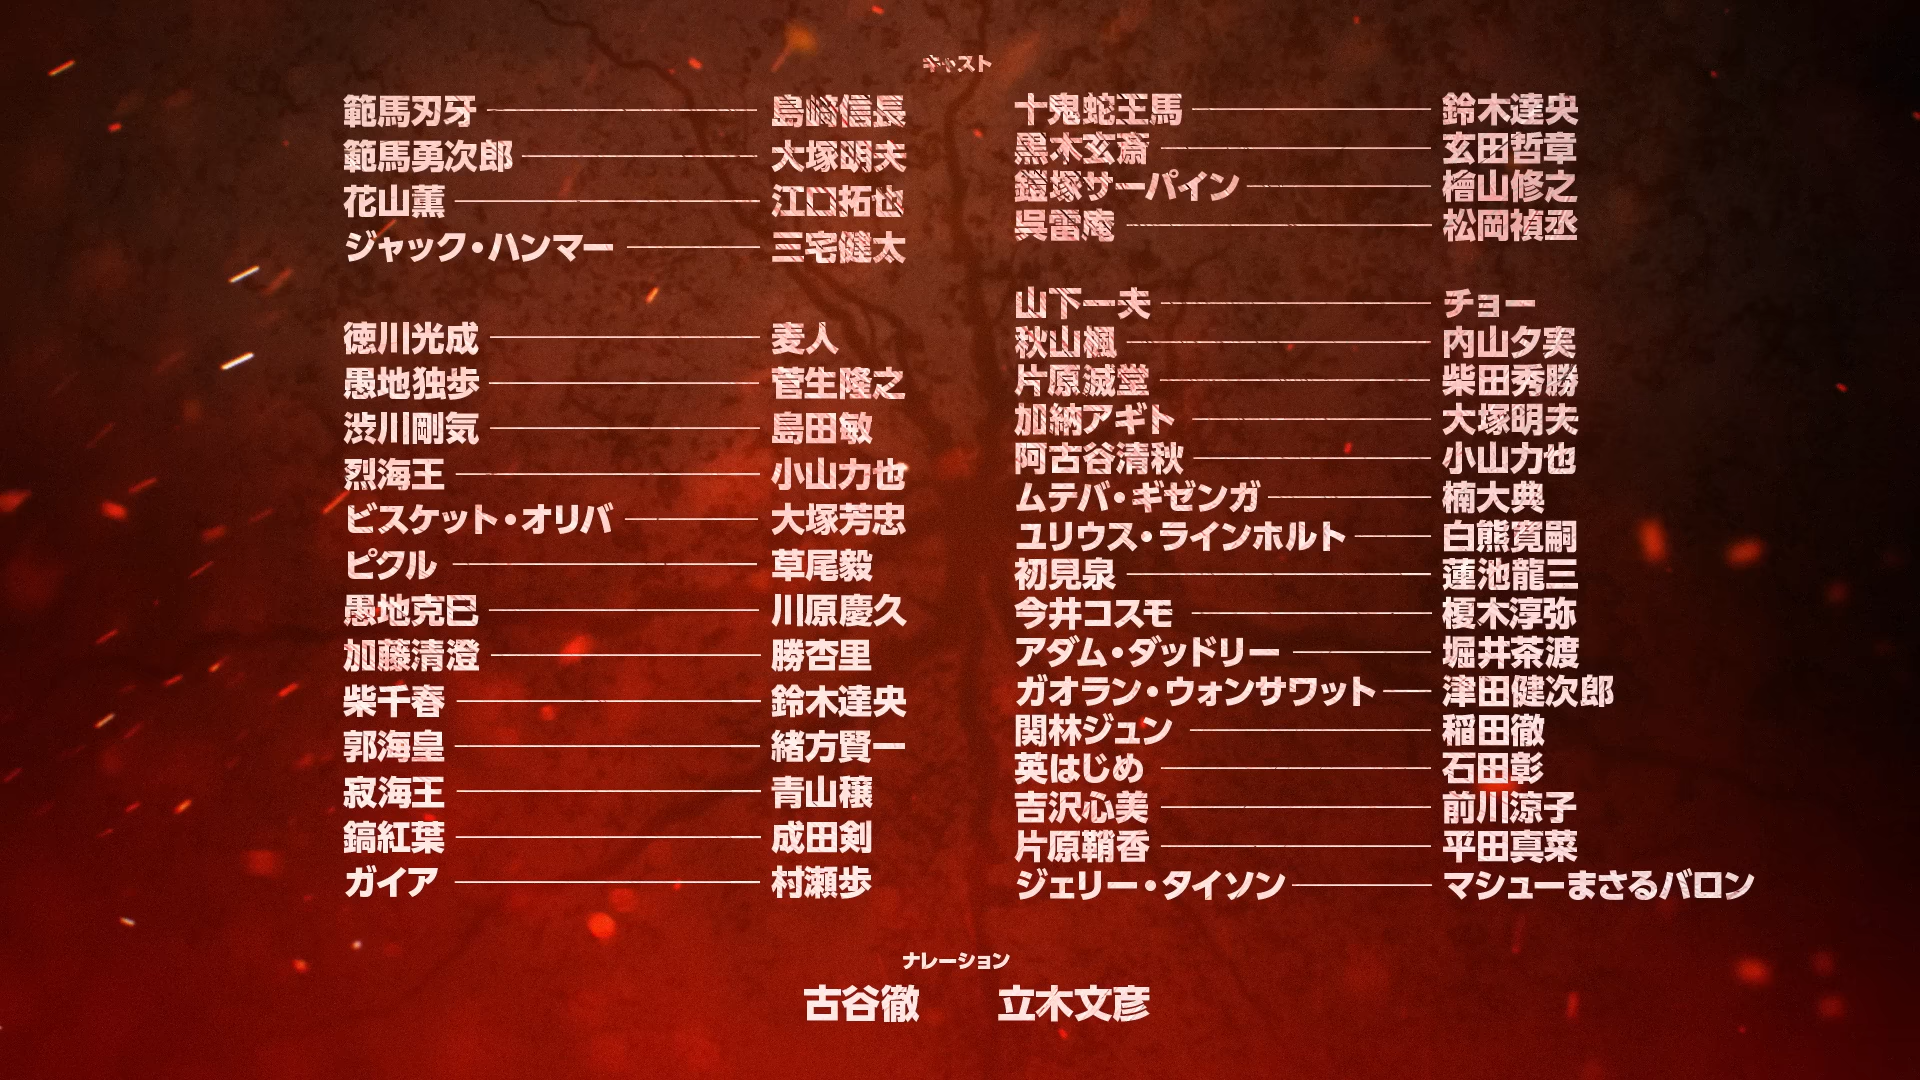 キャスト
範馬刃牙 島﨑信長
範馬勇次郎 大塚明夫
花山薫 江口拓也
ジャック・ハンマー 三宅健太
徳川光成 麦人
愚地独歩 菅生隆之
渋川剛気 島田敏
烈海王 小山力也
ビスケット・オリバ 大塚芳忠
ピクル 草尾毅
愚地克巳 川原慶久
加藤清澄 勝杏里
柴千春 鈴木達央
郭海皇 緒方賢一
寂海王 青山穣
鎬紅葉 成田剣
ガイア 村瀬歩
十鬼蛇王馬 鈴木達央
黒木玄斎 玄田哲章
鎧塚サーパイン 檜山修之
呉雷庵 松岡禎丞
山下一夫 チョー
秋山楓 内山夕実
片原滅堂 柴田秀勝
加納アギト 大塚明夫
阿古谷清秋 小山力也
ムテバ・ギゼンガ 楠大典
ユリウス・ラインホルト 白熊寛嗣
初見泉 蓮池龍三
今井コスモ 榎木淳弥
アダム・ダッドリー 堀井茶渡
ガオラン・ウォンサワット 津田健次郎
関林ジュン 稲田徹
英はじめ 石田彰
吉沢心美 前川涼子
片原鞘香 平田真菜
ジェリー・タイソン マシューまさるバロン
ナレーション
古谷徹 立木文彦